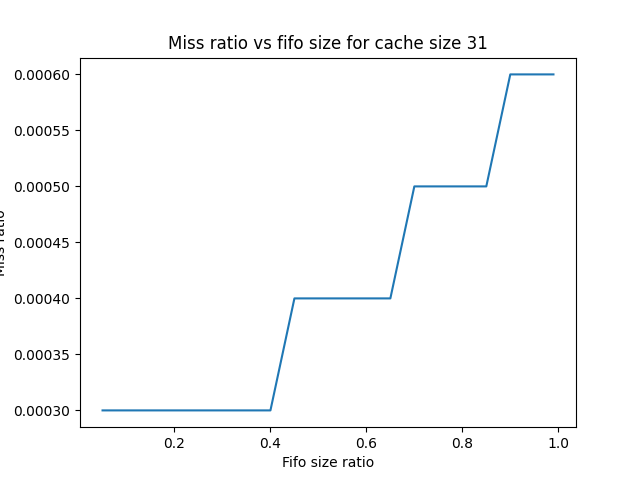 Miss ratio vs fifo size for cache size 31
0.00060
0.00055
0.00050
0.00045
0.00040
0.00035
0.00030
Miss ratio
0.2 0.4 0.6 0.8 1.0
Fifo size ratio